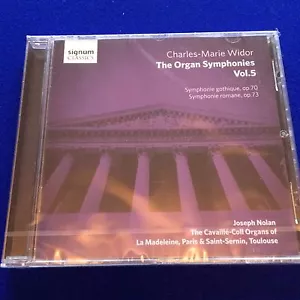 signum
CLASSICS
Charles-Marie Widor
The Organ Symphonies
Vol.5
Symphonie gothique, op.70
Symphonie romane, op.73
Joseph Nolan
The Cavaillé-Coll Organs of
La Madeleine, Paris & Saint-Sernin, Toulouse